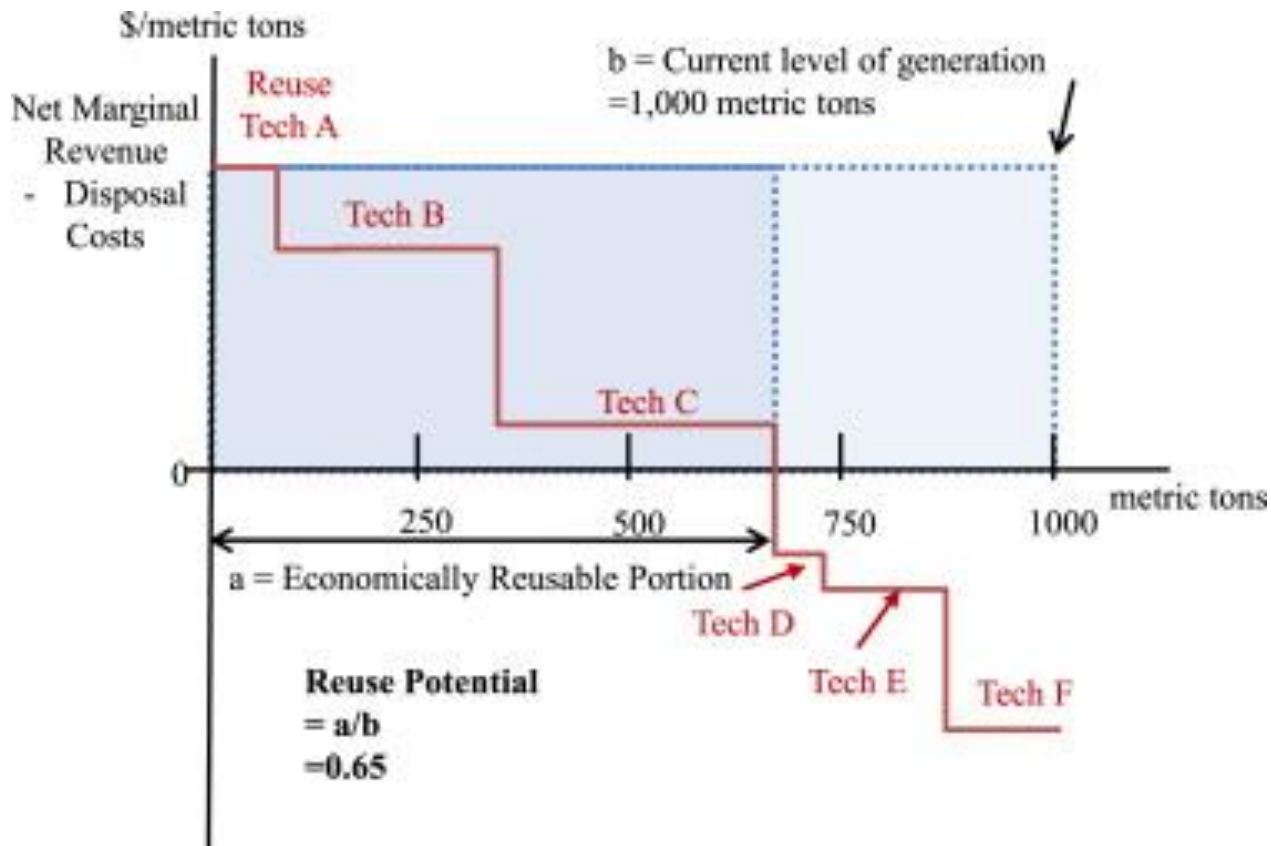 $/metric tons
Net Marginal
Revenue
- Disposal
Costs
Reuse
Tech A
b = Current level of generation
=1,000 metric tons
Tech B
Tech C
0
250
500
750
1000
metric tons
a = Economically Reusable Portion
Tech D
Tech E
Tech F
Reuse Potential
= a/b
=0.65